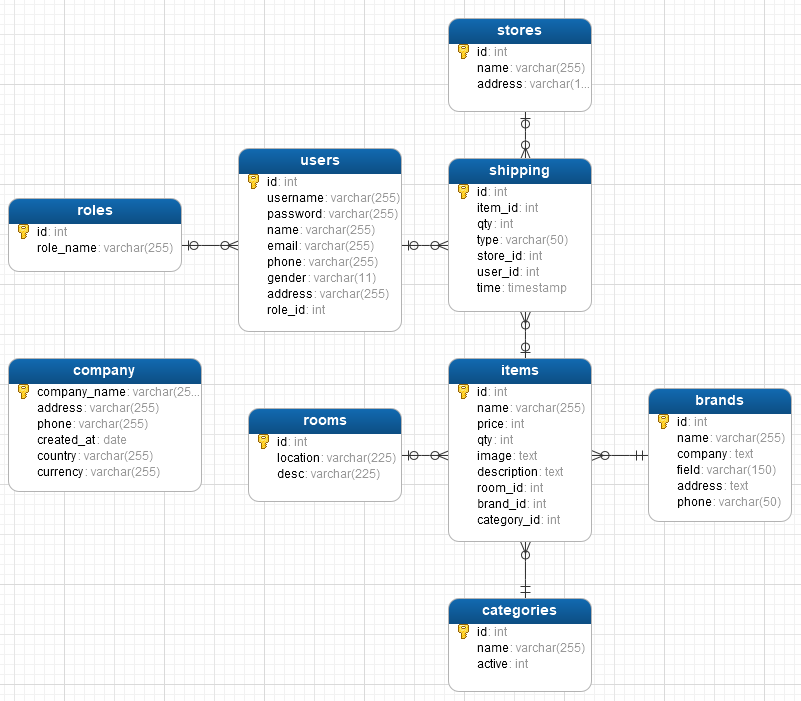 stores
id: int
name: varchar(255)
address: varchar(1...
users
id: int
username: varchar(255)
password: varchar(255)
name: varchar(255)
email: varchar(255)
phone: varchar(255)
gender: varchar(11)
address: varchar(255)
role_id: int
shipping
id: int
item_id: int
qty: int
type: varchar(50)
store_id: int
user_id: int
time: timestamp
roles
id: int
role_name: varchar(255)
company
company_name: varchar(25...
address: varchar(255)
phone: varchar(255)
created_at: date
country: varchar(255)
currency: varchar(255)
rooms
id: int
location: varchar(225)
desc: varchar(225)
items
id: int
name: varchar(255)
price: int
qty: int
image: text
description: text
room_id: int
brand_id: int
category_id: int
brands
id: int
name: varchar(255)
company: text
field: varchar(150)
address: text
phone: varchar(50)
categories
id: int
name: varchar(255)
active: int